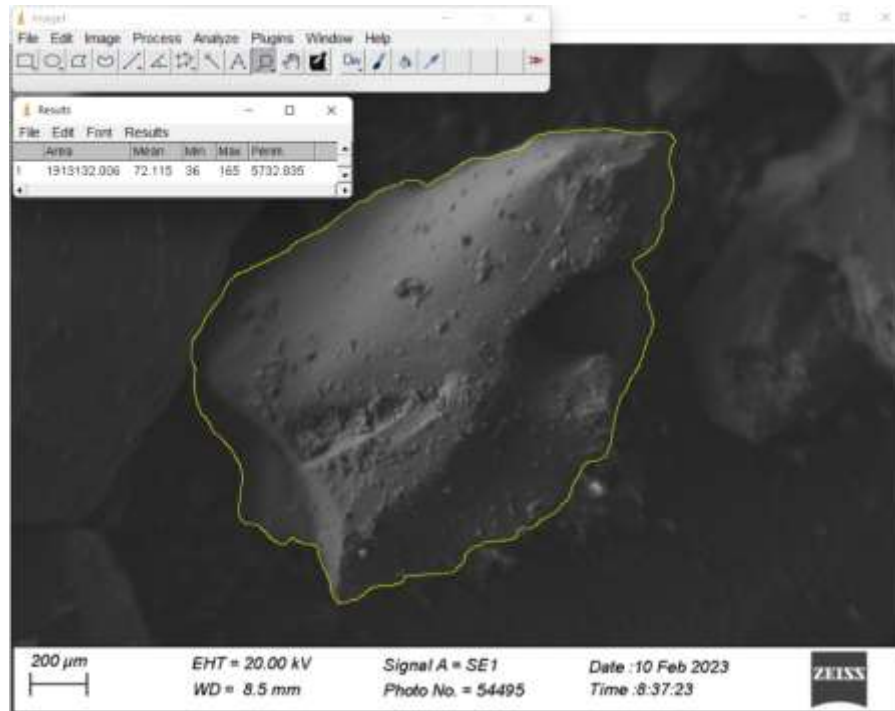 ImageJ
File Edit Image Process Analyze Plugins Window Help
Dev
Results
File Edit Font Results
Area Mean Min Max Perim.
1 1913132.006 72.115 36 165 5732.835
200 µm
EHT = 20.00 kV
Signal A = SE1
Date :10 Feb 2023
WD = 8.5 mm
Photo No. = 54495
Time :8:37:23
ZEISS